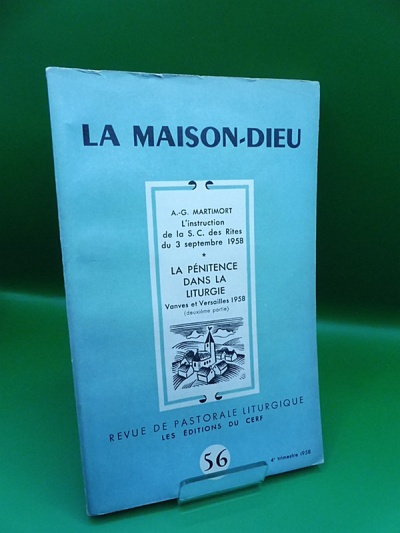 LA MAISON-DIEU
A.-G. MARTIMORT
L'instruction
de la S. C. des Rites
du 3 septembre 1958
*
LA PÉNITENCE
DANS LA
LITURGIE
Vanves et Versailles 1958
(deuxième partie)
REVUE DE PASTORALE LITURGIQUE
LES ÉDITIONS DU CERF
56
4e trimestre 1958